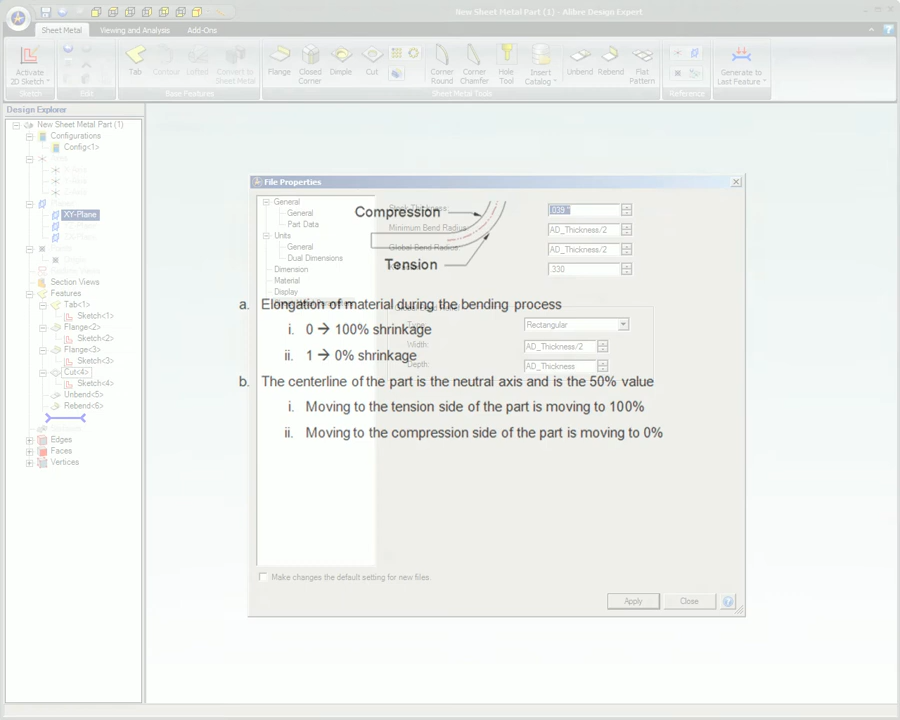 New Sheet Metal Part (1) - Alibre Design Expert
Sheet Metal
Viewing and Analysis
Add-Ons
Activate 2D Sketch
Tab
Contour
Lofted
Convert to Sheet Metal
Flange
Closed Corner
Dimple
Cut
Corner Round
Corner Chamfer
Hole Tool
Insert Catalog
Unbend
Rebend
Flat Pattern
Generate to Last Feature
Sketch
Edit
Base Features
Sheet Metal Tools
Reference
Design Explorer
New Sheet Metal Part (1)
Configurations
Config<1>
XY-Plane
Section Views
Features
Tab<1>
Sketch<1>
Flange<2>
Sketch<2>
Flange<3>
Sketch<3>
Cut<4>
Sketch<4>
Unbend<5>
Rebend<6>
Edges
Faces
Vertices
File Properties
General
General
Part Data
Units
General
Dual Dimensions
Dimension
Material
Display
Stock Thickness:
Minimum Bend Radius
AD_Thickness/2
Global Bend Radius
AD_Thickness/2
.330
Compression
Tension
a. Elongation of material during the bending process
i. 0 → 100% shrinkage
ii. 1 → 0% shrinkage
b. The centerline of the part is the neutral axis and is the 50% value
i. Moving to the tension side of the part is moving to 100%
ii. Moving to the compression side of the part is moving to 0%
Rectangular
Width:
AD_Thickness/2
Depth:
AD_Thickness
Make changes the default setting for new files.
Apply
Close